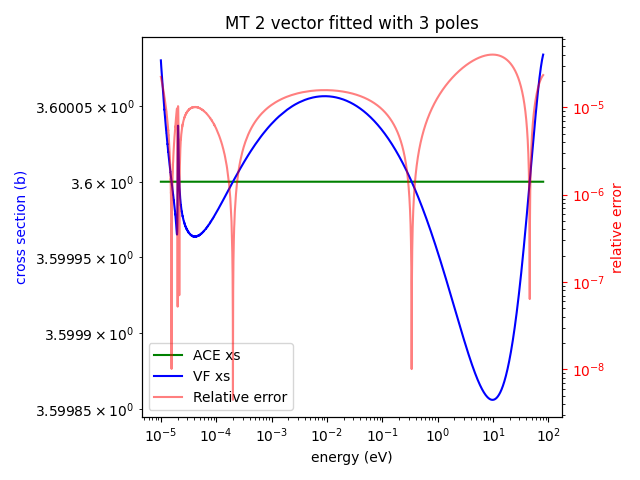 MT 2 vector fitted with 3 poles
cross section (b)
3.60005 × 10⁰
3.6 × 10⁰
3.59995 × 10⁰
3.5999 × 10⁰
3.59985 × 10⁰
10⁻⁵
10⁻⁶
10⁻⁷
10⁻⁸
relative error
ACE xs
VF xs
Relative error
10⁻⁵ 10⁻⁴ 10⁻³ 10⁻² 10⁻¹ 10⁰ 10¹ 10²
energy (eV)